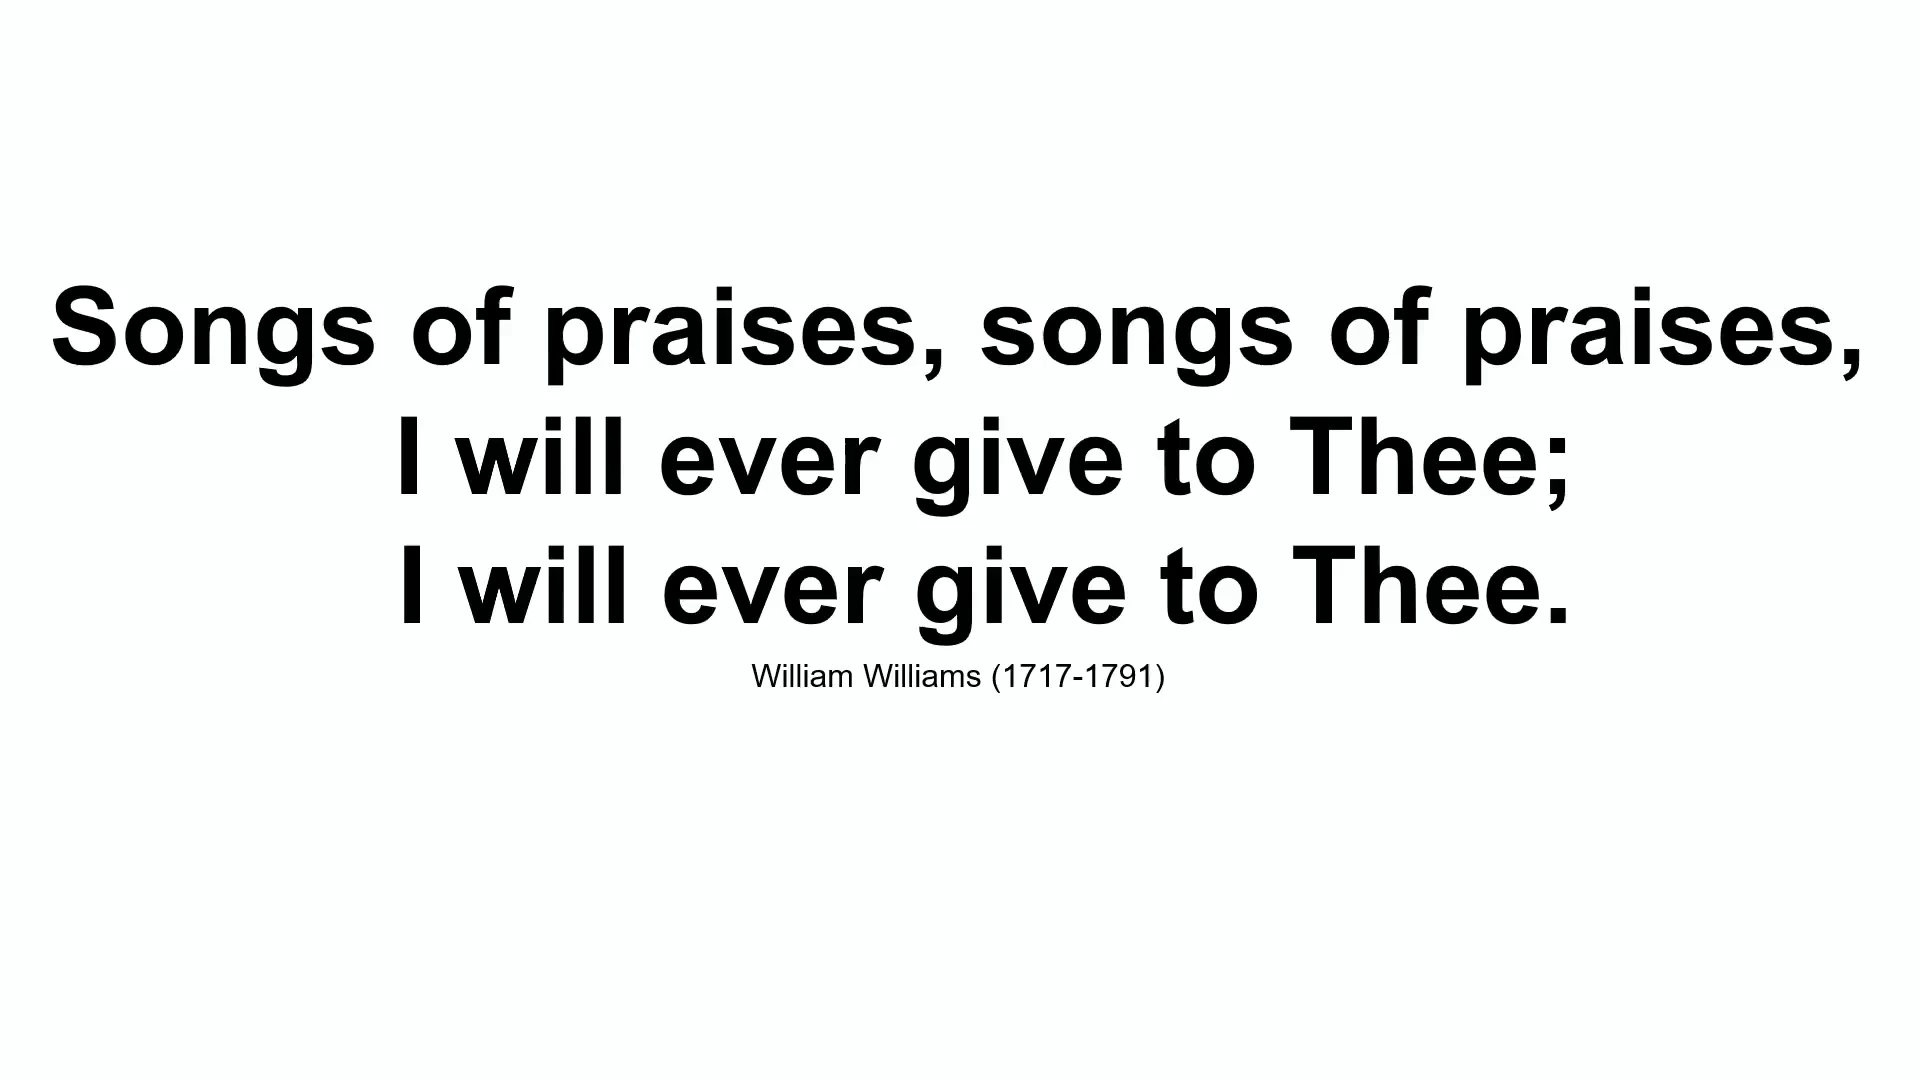 Songs of praises, songs of praises,
I will ever give to Thee;
I will ever give to Thee.
William Williams (1717-1791)